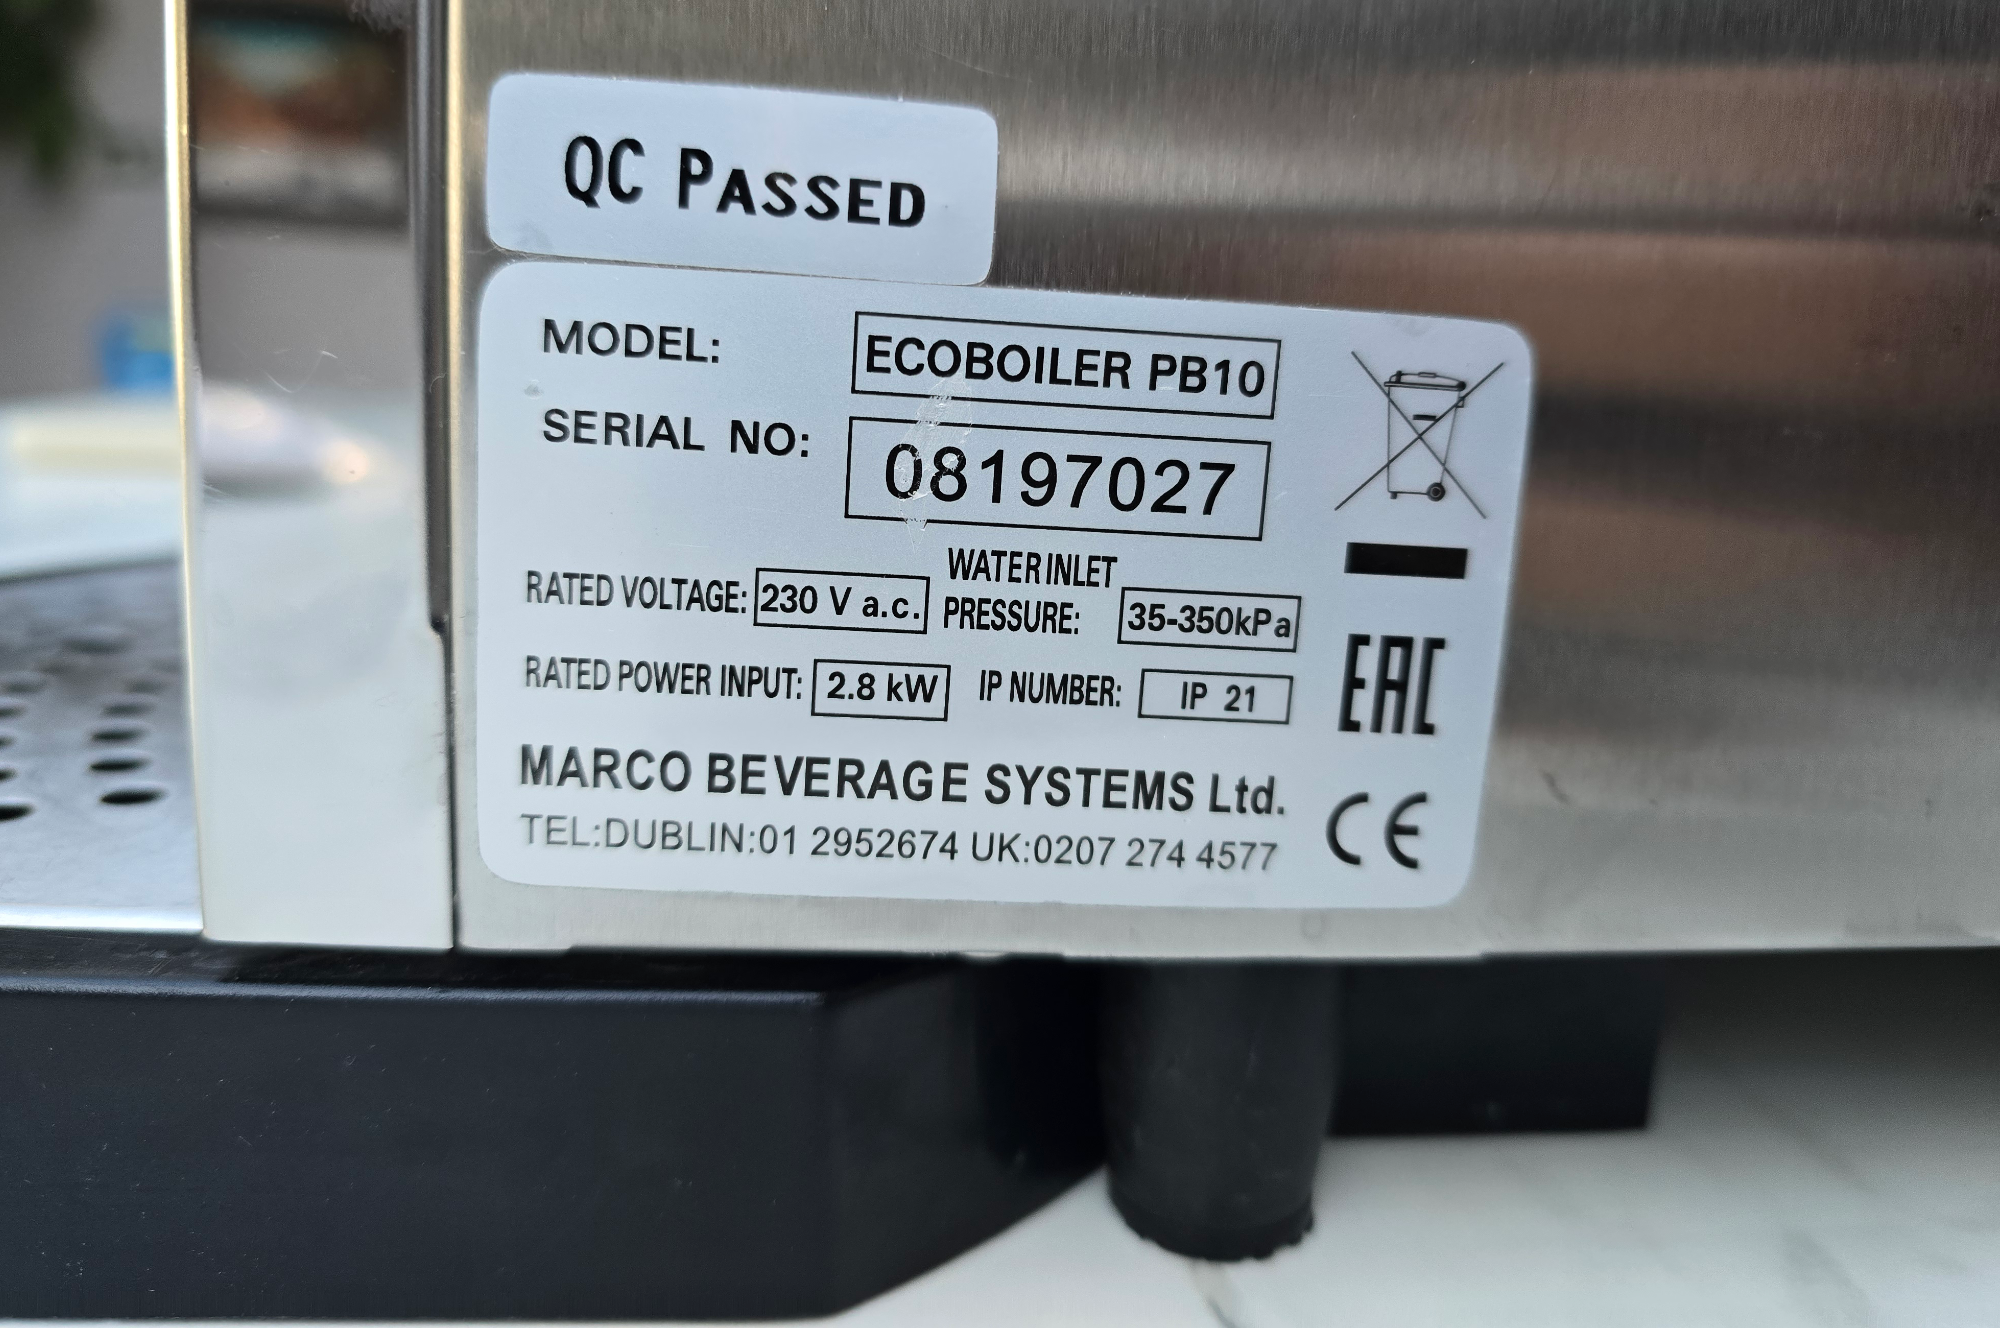 QC PASSED
MODEL: ECOBOILER PB10
SERIAL NO: 08197027
RATED VOLTAGE: 230 V a.c. WATER INLET PRESSURE: 35-350kPa
RATED POWER INPUT: 2.8 kW IP NUMBER: IP 21
EAC
MARCO BEVERAGE SYSTEMS Ltd.
TEL:DUBLIN:01 2952674 UK:0207 274 4577
CE